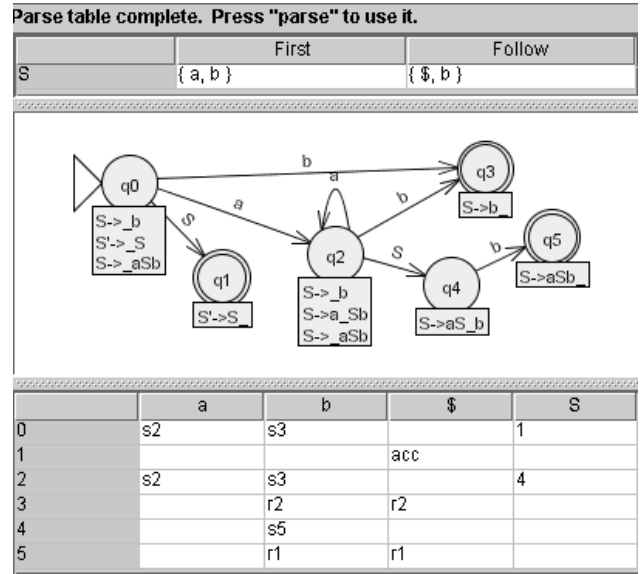 Parse table complete. Press "parse" to use it.
First Follow
S { a, b } { $, b }
b
a
q0
q3
a
b
S->_b
S'->_S
S->_aSb
S
S->b_
q2
S
b
q5
q1
q4
S->_b
S->a_Sb
S->_aSb
S->aSb_
S'->S_
S->aS_b
a b $ S
0 s2 s3 1
1 acc
2 s2 s3 4
3 r2 r2
4 s5
5 r1 r1